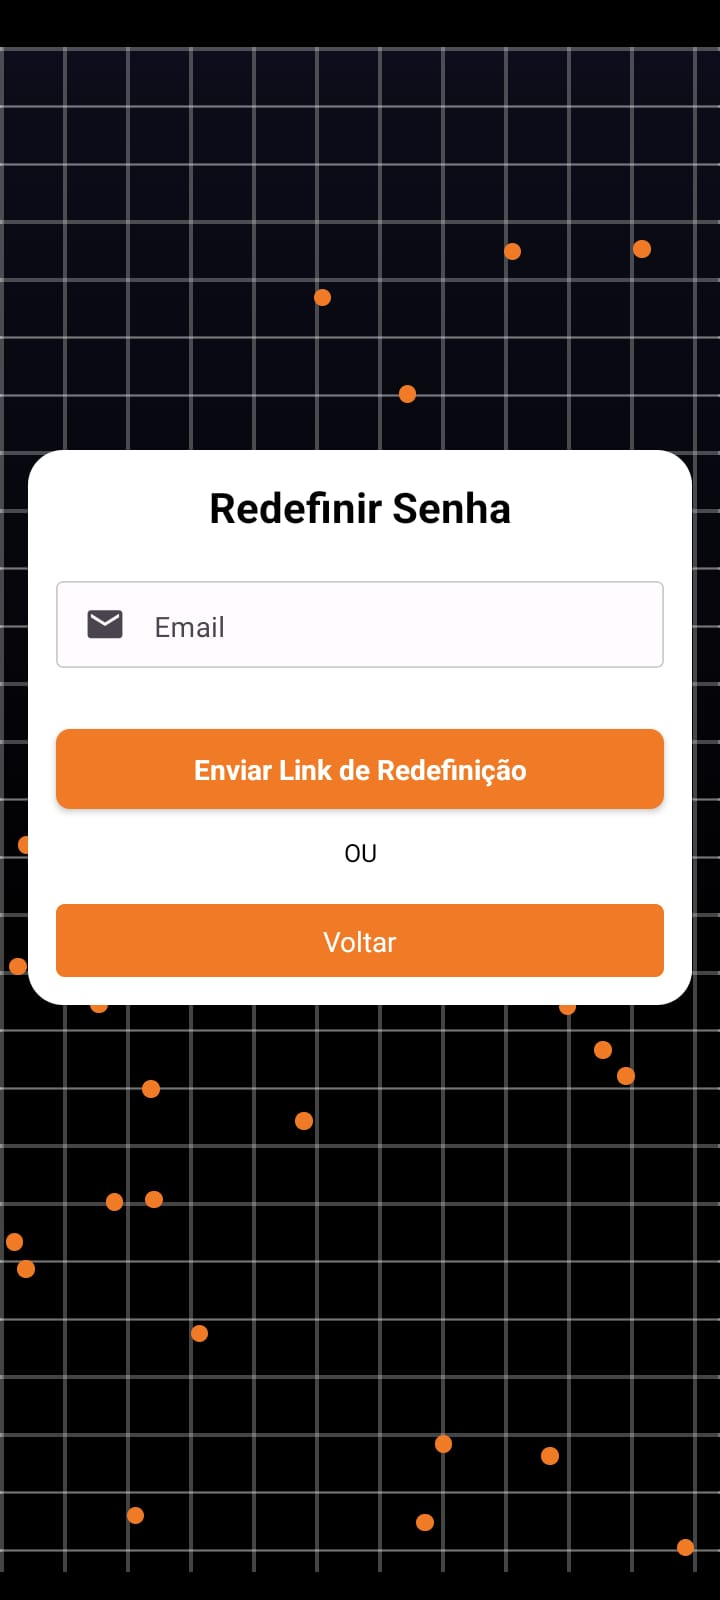 Redefinir Senha
Email
Enviar Link de Redefinição
OU
Voltar